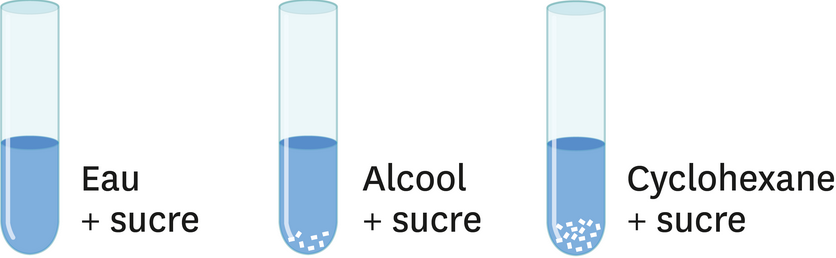 Eau
+ sucre
Alcool
+ sucre
Cyclohexane
+ sucre